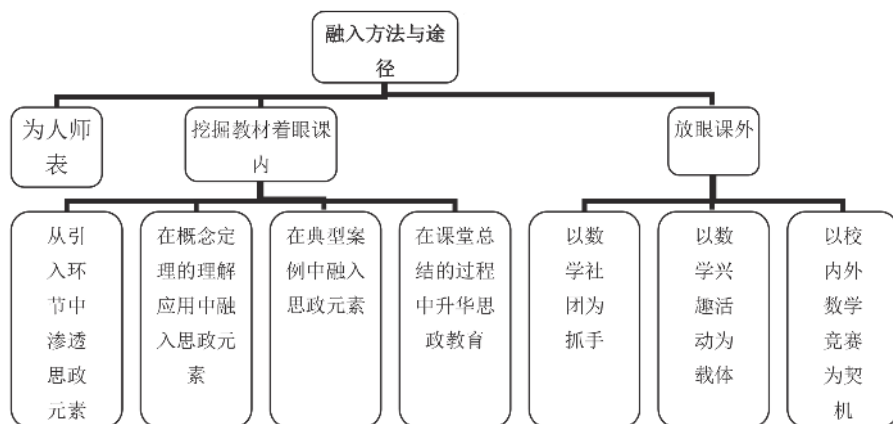 融入方法与途
径
为人师
表
挖掘教材着眼课
内
放眼课外
从引
入环
节中
渗透
思政
元素
在概念定
理的理解
应用中融
入思政元
素
在典型案
例中融入
思政元素
在课堂总
结的过程
中升华思
政教育
以数
学社
团为
抓手
以数
学兴
趣活
动为
载体
以校
内外
数学
竞赛
为契
机